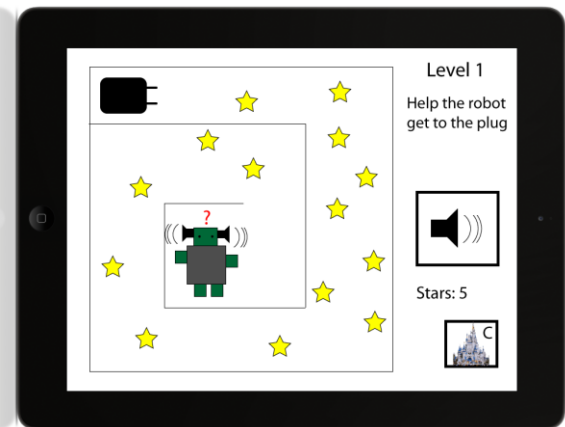 Level 1
Help the robot
get to the plug
?
Stars: 5
C